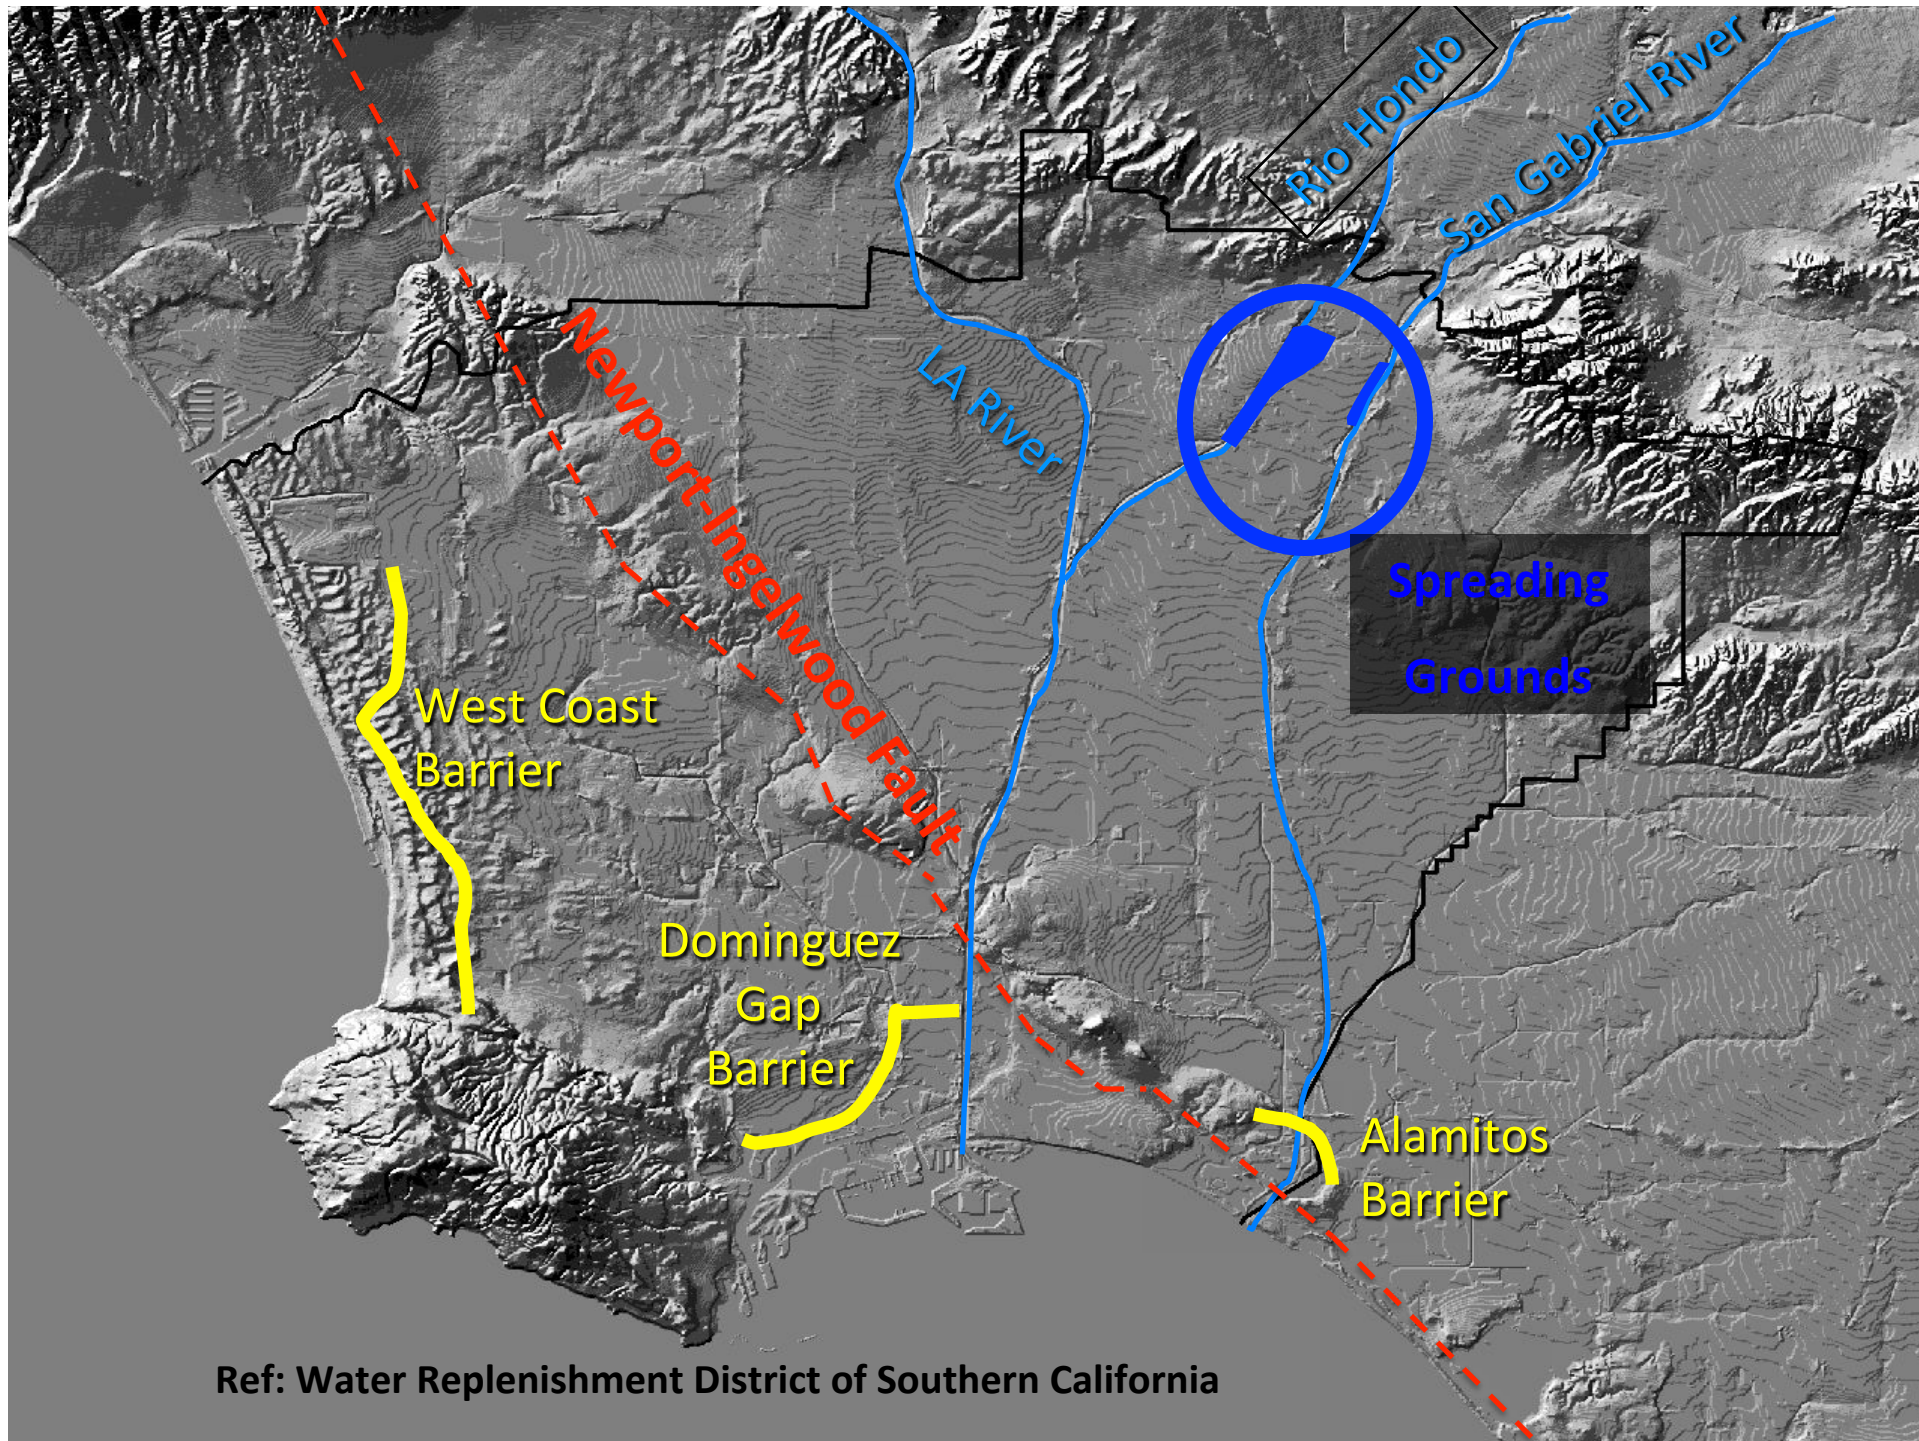 Rio Hondo
San Gabriel River
Newport-Ingelwood Fault
LA River
Spreading
Grounds
West Coast
Barrier
Dominguez
Gap
Barrier
Alamitos
Barrier
Ref: Water Replenishment District of Southern California